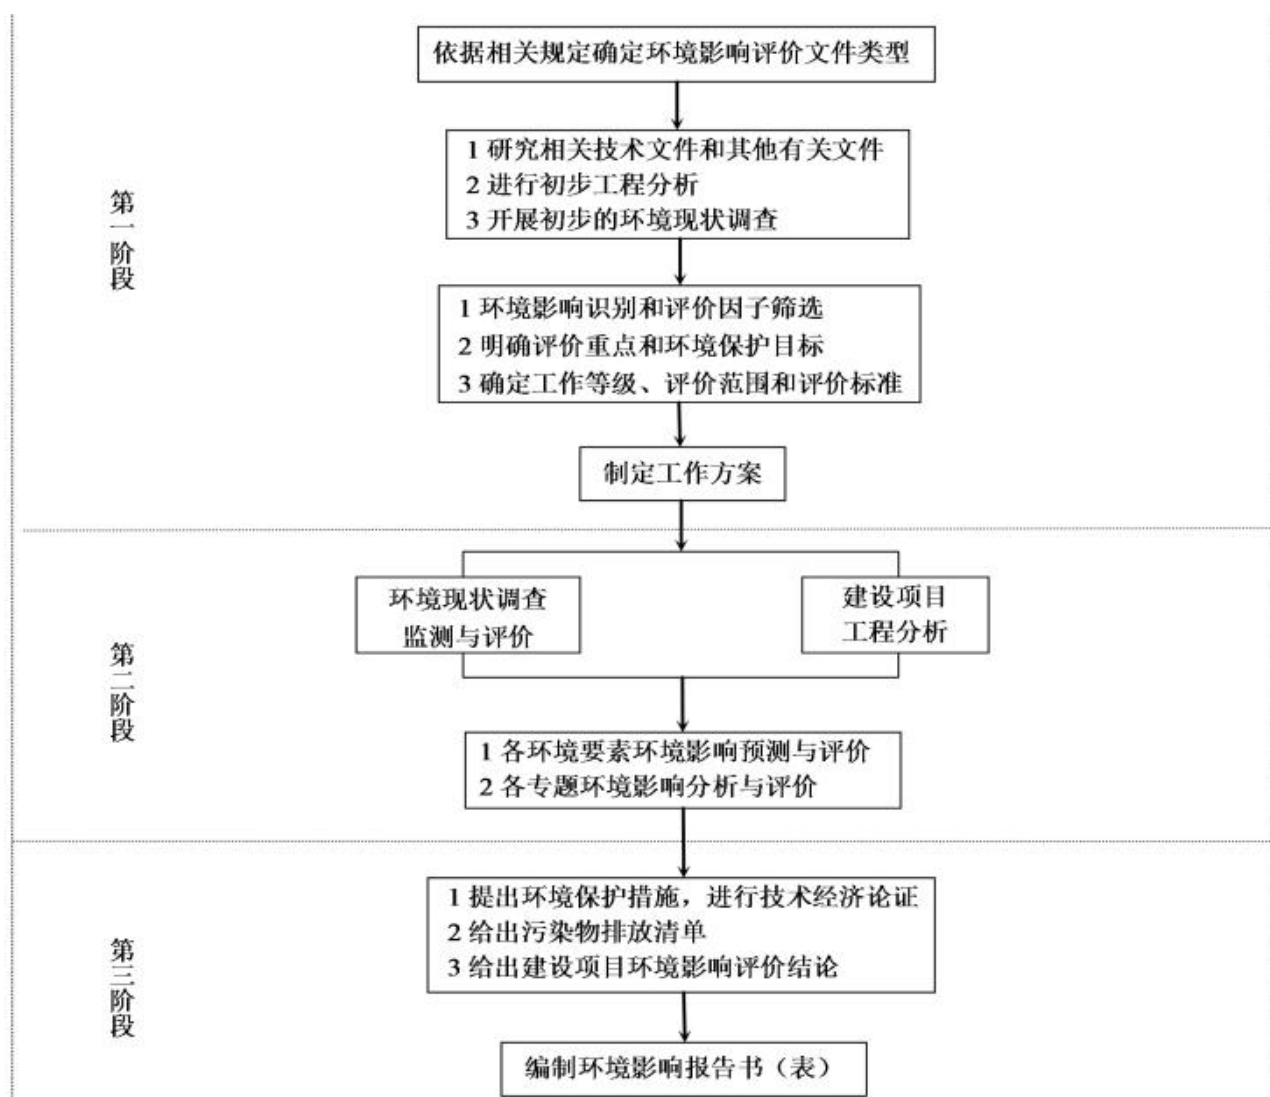 依据相关规定确定环境影响评价文件类型
1 研究相关技术文件和其他有关文件
2 进行初步工程分析
3 开展初步的环境现状调查
第一阶段
1 环境影响识别和评价因子筛选
2 明确评价重点和环境保护目标
3 确定工作等级、评价范围和评价标准
制定工作方案
环境现状调查
监测与评价
建设项目
工程分析
第二阶段
1 各环境要素环境影响预测与评价
2 各专题环境影响分析与评价
1 提出环境保护措施，进行技术经济论证
2 给出污染物排放清单
3 给出建设项目环境影响评价结论
第三阶段
编制环境影响报告书（表）